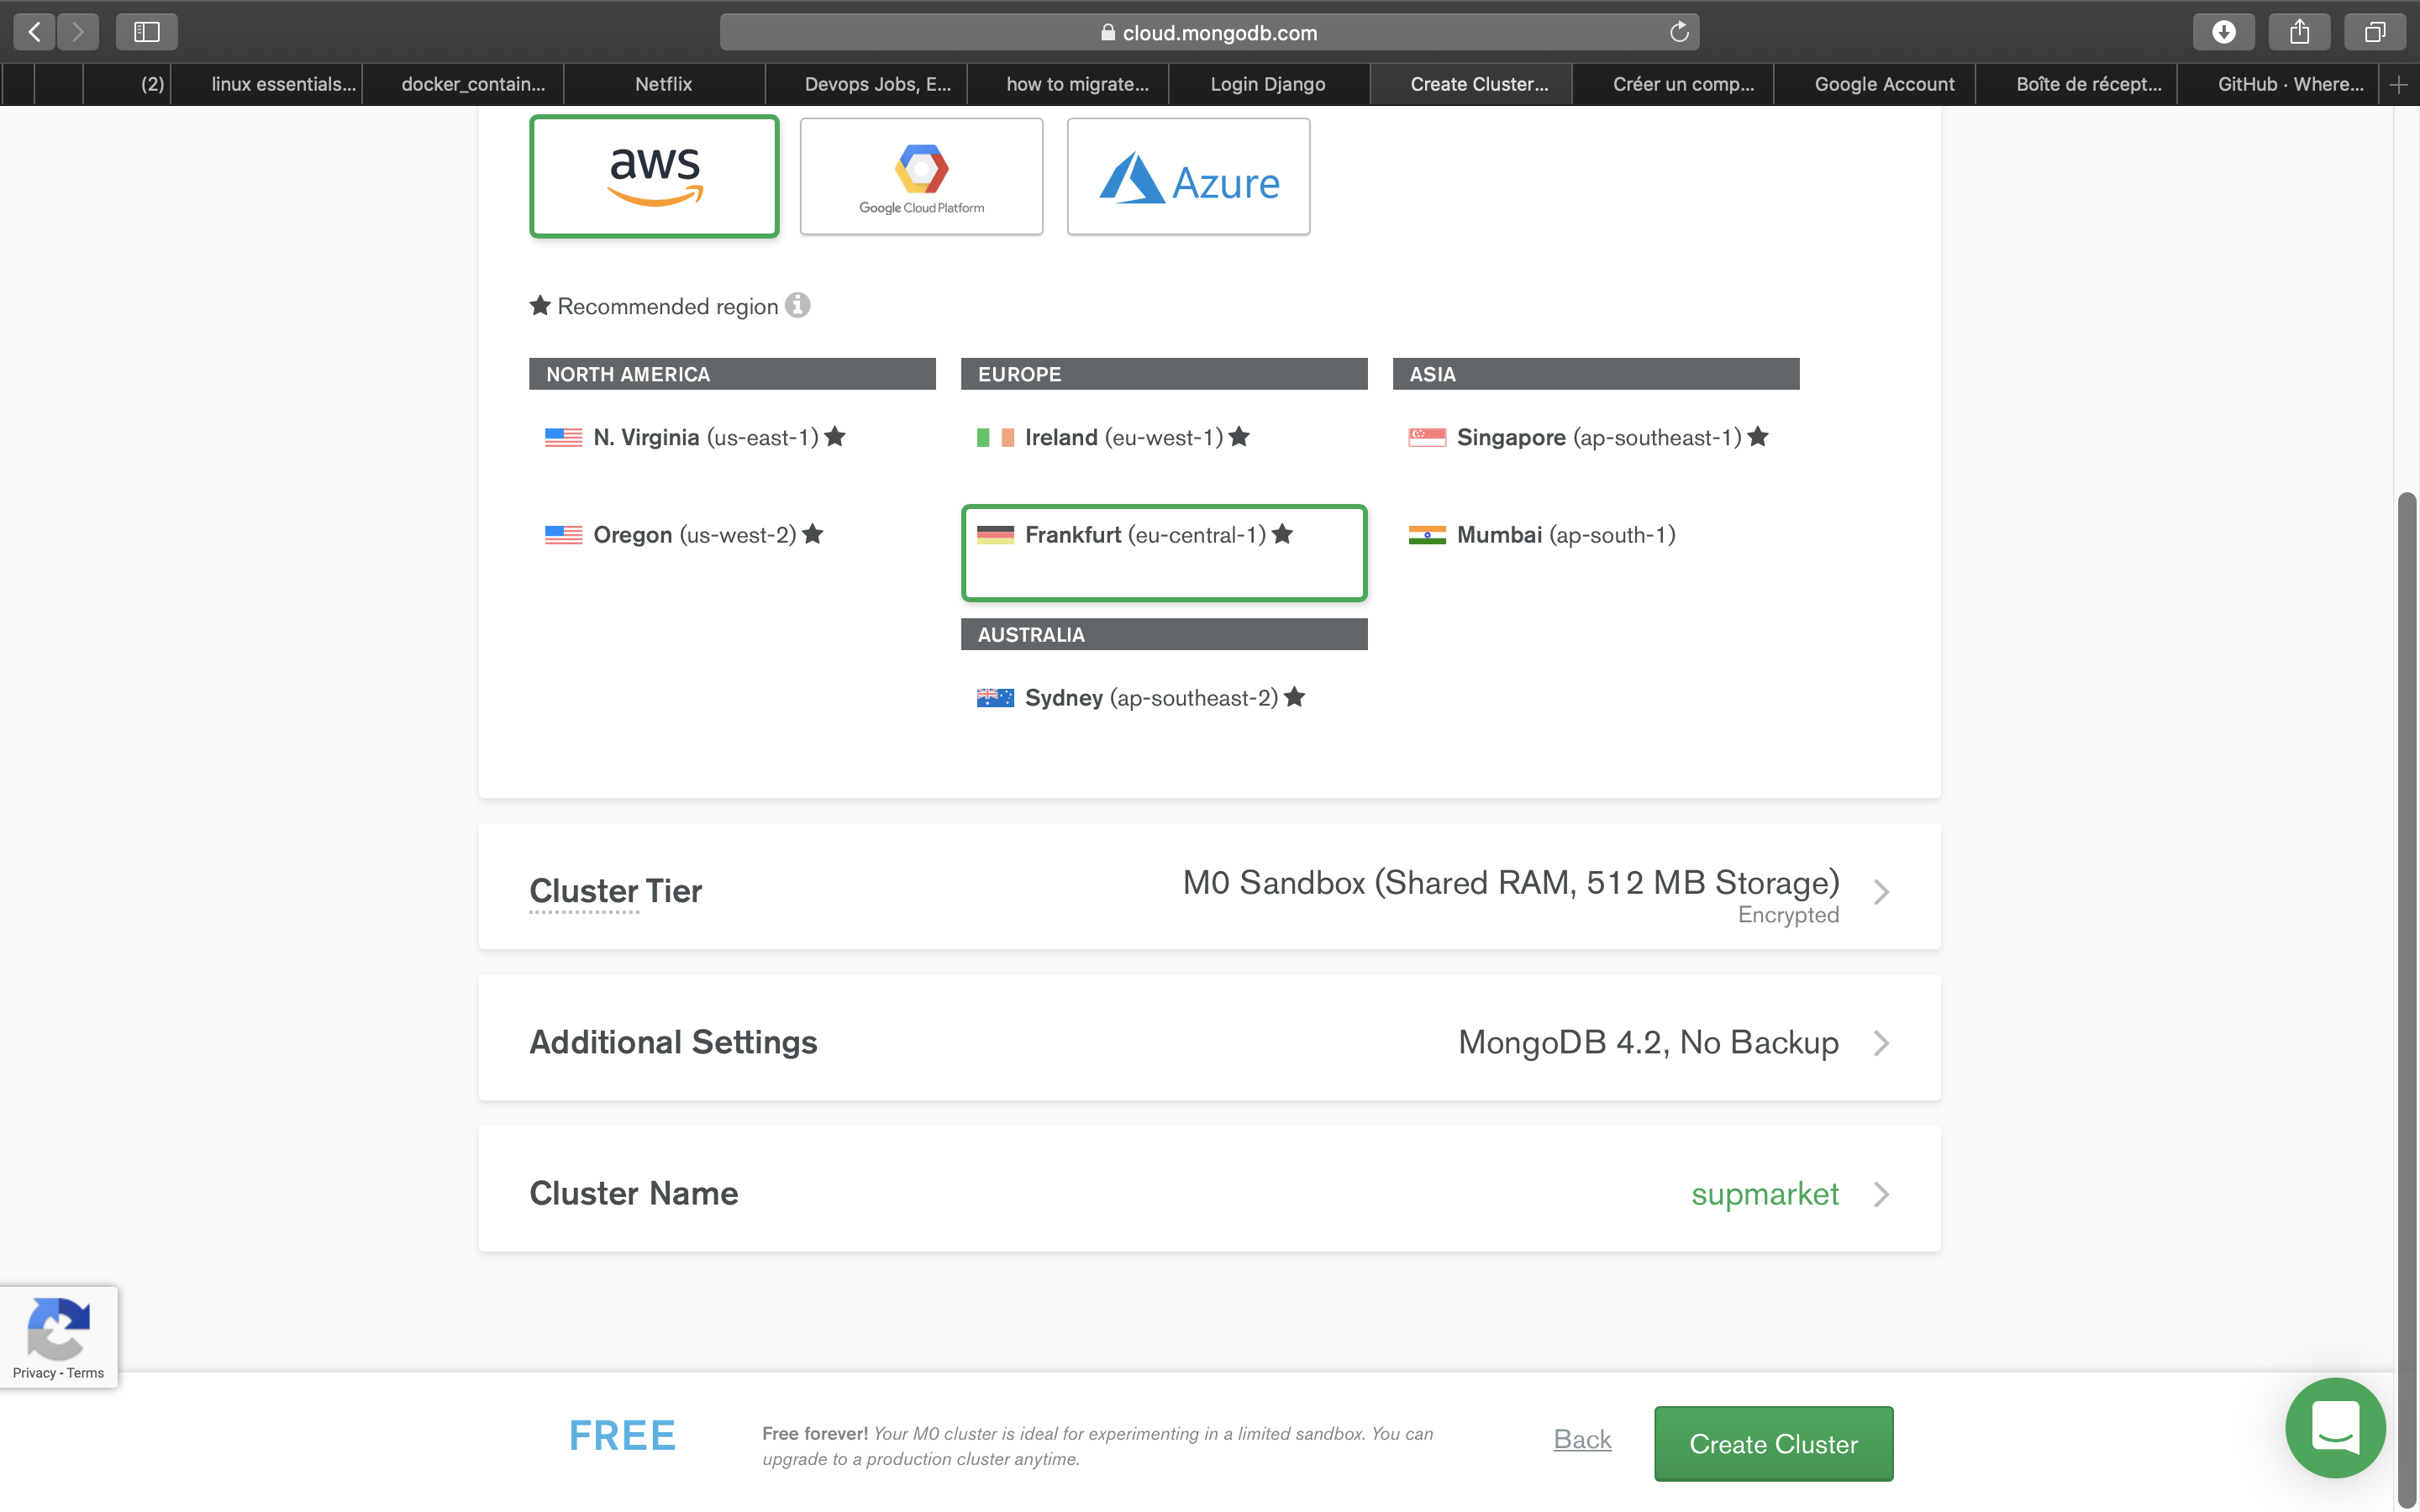 cloud.mongodb.com
(2)
linux essentials...
docker_contain...
Netflix
Devops Jobs, E...
how to migrate...
Login Django
Create Cluster...
Créer un comp...
Google Account
Boîte de récept...
GitHub · Where...
aws
Google Cloud Platform
Azure
Recommended region
NORTH AMERICA
EUROPE
ASIA
N. Virginia (us-east-1)
Ireland (eu-west-1)
Singapore (ap-southeast-1)
Oregon (us-west-2)
Frankfurt (eu-central-1)
Mumbai (ap-south-1)
AUSTRALIA
Sydney (ap-southeast-2)
Cluster Tier
M0 Sandbox (Shared RAM, 512 MB Storage)
Encrypted
Additional Settings
MongoDB 4.2, No Backup
Cluster Name
supmarket
Privacy - Terms
FREE
Free forever! Your M0 cluster is ideal for experimenting in a limited sandbox. You can
upgrade to a production cluster anytime.
Back
Create Cluster